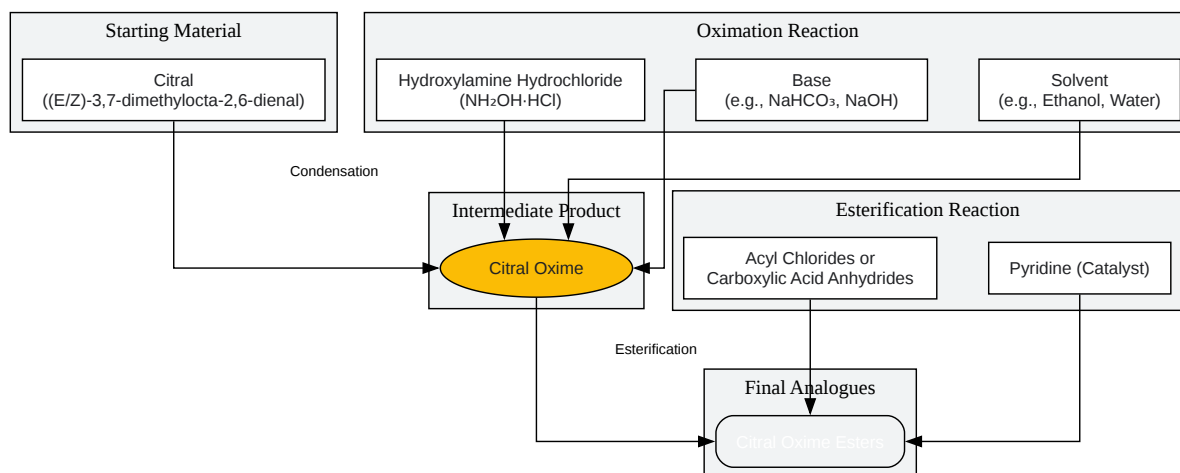 Starting Material
Citral
((E/Z)-3,7-dimethylocta-2,6-dienal)
Oximation Reaction
Hydroxylamine Hydrochloride
(NH₂OH·HCl)
Base
(e.g., NaHCO₃, NaOH)
Solvent
(e.g., Ethanol, Water)
Condensation
Intermediate Product
Citral Oxime
Esterification Reaction
Acyl Chlorides or
Carboxylic Acid Anhydrides
Pyridine (Catalyst)
Esterification
Final Analogues
Citral Oxime Esters